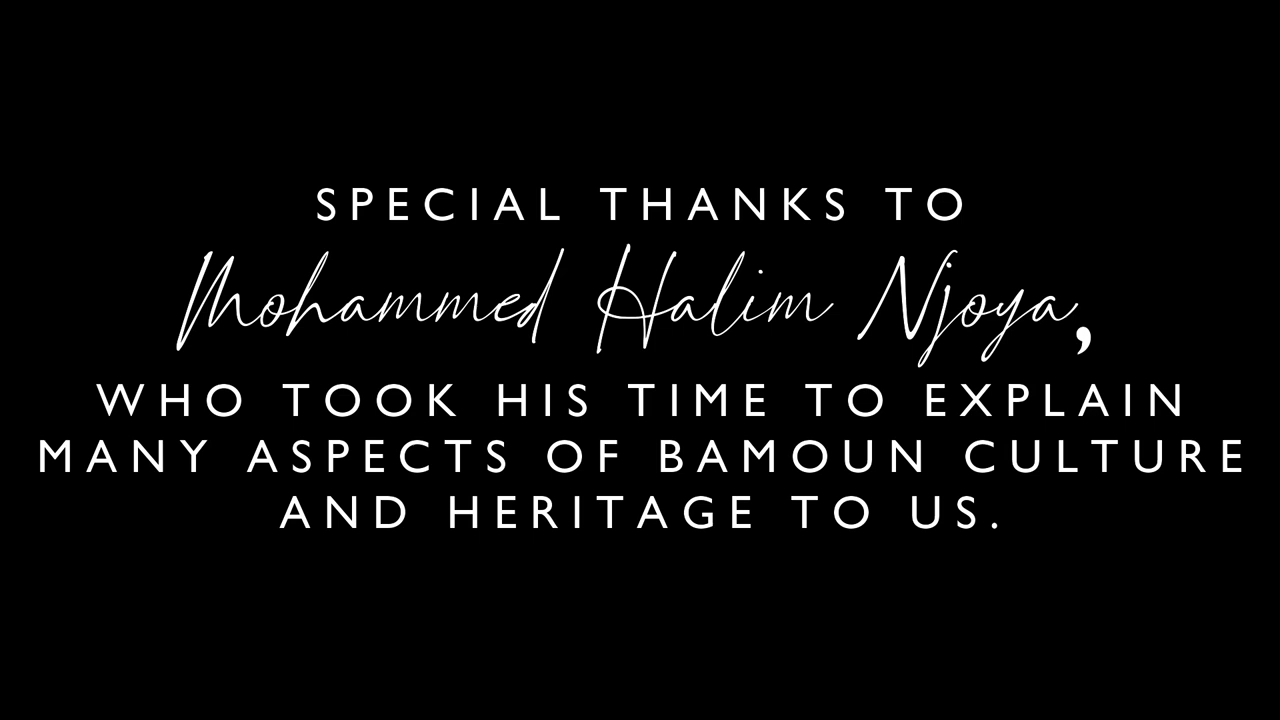 SPECIAL THANKS TO
Mohammed Halim Njoya,
WHO TOOK HIS TIME TO EXPLAIN
MANY ASPECTS OF BAMOUN CULTURE
AND HERITAGE TO US.